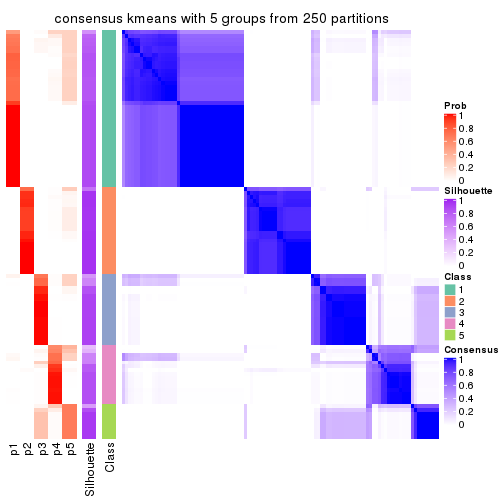 consensus kmeans with 5 groups from 250 partitions
Prob
1
0.8
0.6
0.4
0.2
0
Silhouette
1
0.8
0.6
0.4
0.2
0
Class
1
2
3
4
5
Consensus
1
0.8
0.6
0.4
0.2
0
p1
p2
p3
p4
p5
Silhouette
Class